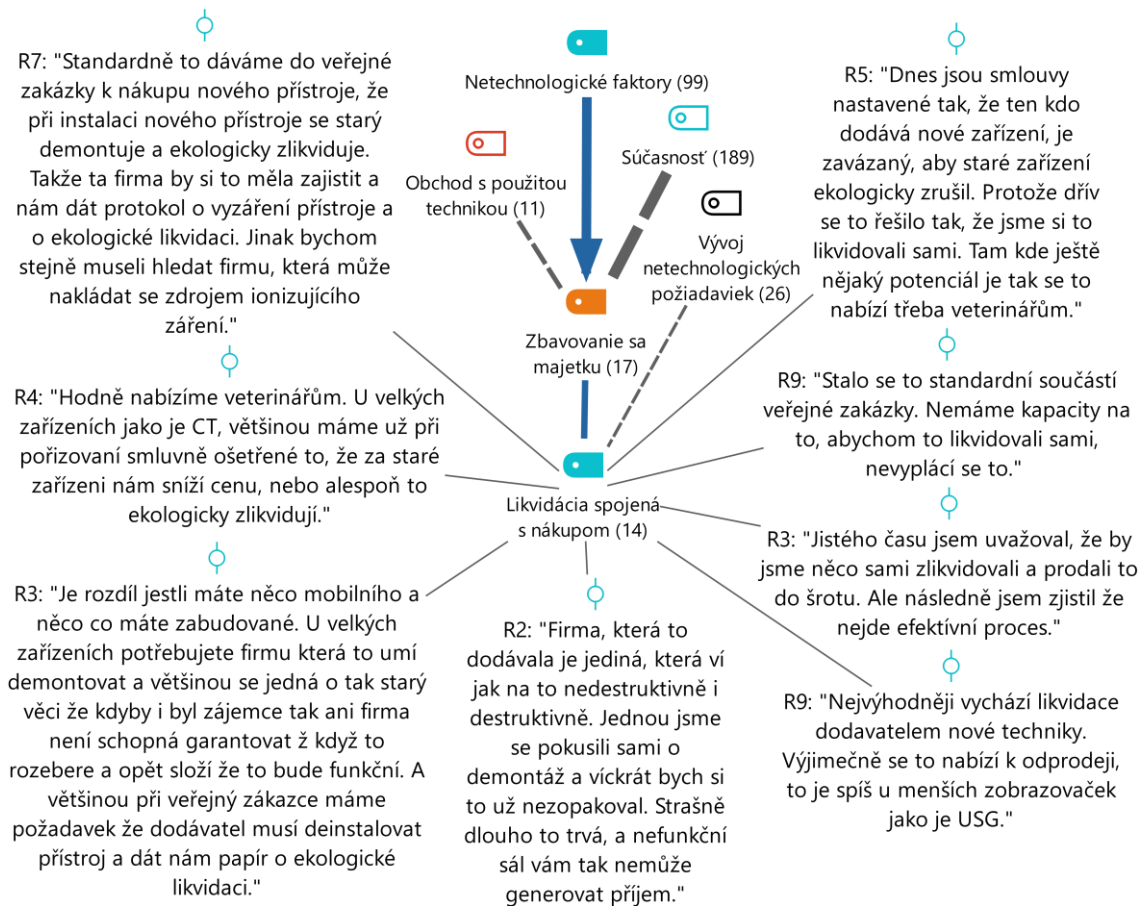 R7: "Standardně to dáváme do veřejné
zakázky k nákupu nového přístroje, že
při instalaci nového přístroje se starý
demontuje a ekologicky zlikviduje.
Takže ta firma by si to měla zajistit a
nám dát protokol o vyzáření přístroje a
o ekologické likvidaci. Jinak bychom
stejně museli hledat firmu, která může
nakládat se zdrojem ionizujícího
záření."
Netechnologické faktory (99)
Súčasnosť (189)
Obchod s použitou
technikou (11)
Vývoj
netechnologických
požiadaviek (26)
Zbavovanie sa
majetku (17)
R5: "Dnes jsou smlouvy
nastavené tak, že ten kdo
dodává nové zařízení, je
zavázaný, aby staré zařízení
ekologicky zrušil. Protože dřív
se to řešilo tak, že jsme si to
likvidovali sami. Tam kde ještě
nějaký potenciál je tak se to
nabízí třeba veterinářům."
R4: "Hodně nabízíme veterinářům. U velkých
zařízeních jako je CT, většinou máme už při
pořizovaní smluvně ošetřené to, že za staré
zařízeni nám sníží cenu, nebo alespoň to
ekologicky zlikvidují."
Likvidácia spojená
s nákupom (14)
R9: "Stalo se to standardní součástí
veřejné zakázky. Nemáme kapacity na
to, abychom to likvidovali sami,
nevyplácí se to."
R3: "Jistého času jsem uvažoval, že by
jsme něco sami zlikvidovali a prodali to
do šrotu. Ale následně jsem zjistil že
nejde efektívní proces."
R3: "Je rozdíl jestli máte něco mobilního a
něco co máte zabudované. U velkých
zařízeních potřebujete firmu která to umí
demontovat a většinou se jedná o tak starý
věci že kdyby i byl zájemce tak ani firma
není schopná garantovat ž když to
rozebere a opět složí že to bude funkční. A
většinou při veřejný zákazce máme
požadavek že dodávatel musí deinstalovat
přístroj a dát nám papír o ekologické
likvidaci."
R2: "Firma, která to
dodávala je jediná, která ví
jak na to nedestruktivně i
destruktivně. Jednou jsme
se pokusili sami o
demontáž a víckrát bych si
to už nezopakoval. Strašně
dlouho to trvá, a nefunkční
sál vám tak nemůže
generovat příjem."
R9: "Nejvýhodněji vychází likvidace
dodavatelem nové techniky.
Výjimečně se to nabízí k odprodeji,
to je spíš u menších zobrazovaček
jako je USG."